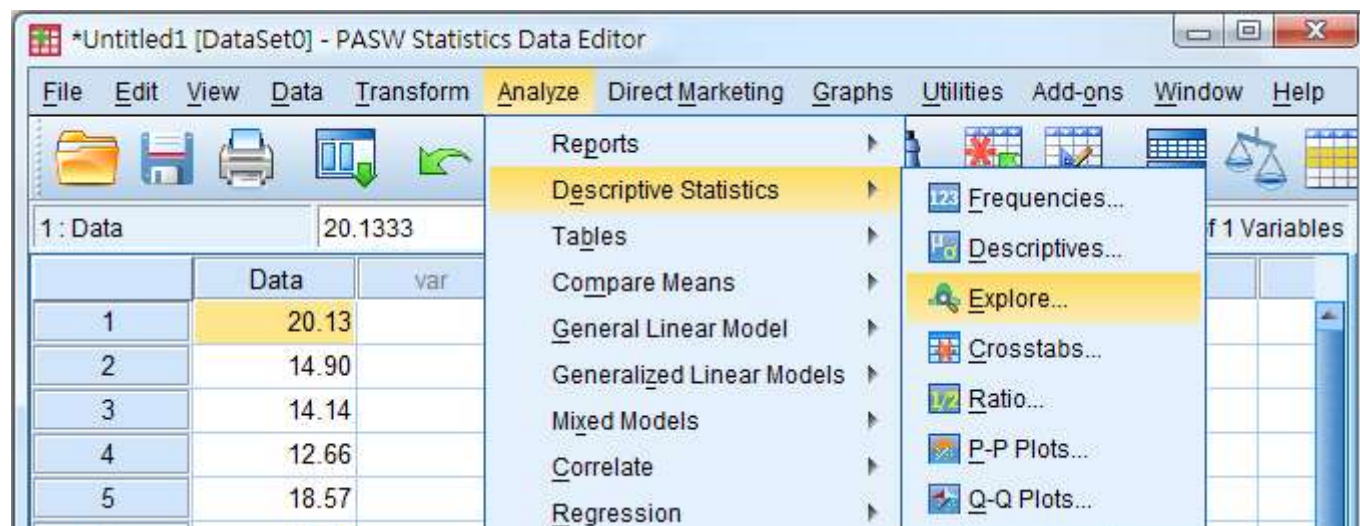 *Untitled1 [DataSet0] - PASW Statistics Data Editor
File Edit View Data Transform Analyze Direct Marketing Graphs Utilities Add-ons Window Help
Reports
Descriptive Statistics
Tables
Compare Means
General Linear Model
Generalized Linear Models
Mixed Models
Correlate
Regression
123 Frequencies...
Descriptives...
Explore...
Crosstabs...
1/2 Ratio...
P-P Plots...
Q-Q Plots...
1 : Data 20.1333 1 Variables
Data var
1 20.13
2 14.90
3 14.14
4 12.66
5 18.57